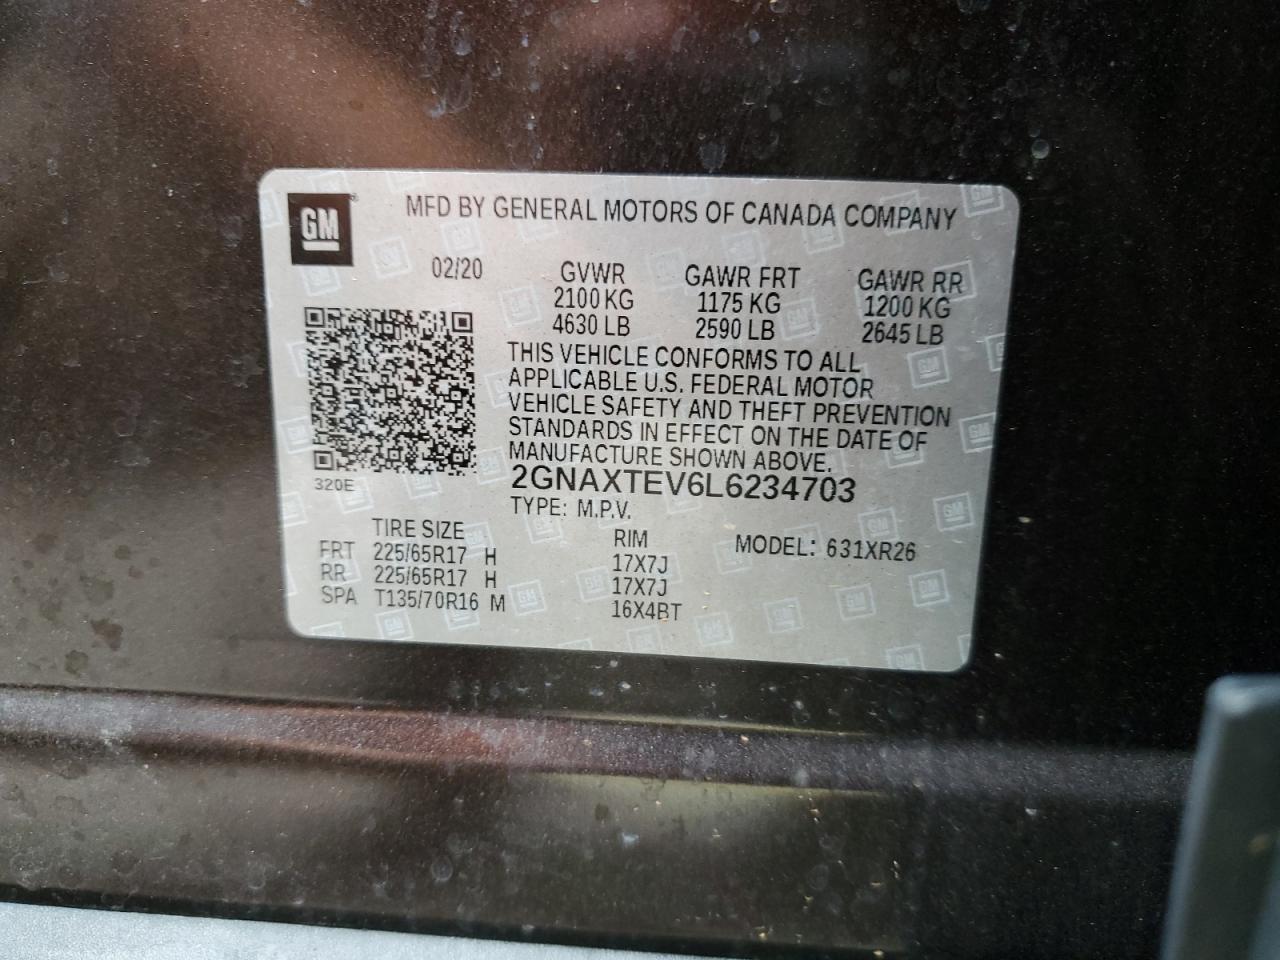 GM
MFD BY GENERAL MOTORS OF CANADA COMPANY
02/20 GVWR GAWR FRT GAWR RR
2100 KG 1175 KG 1200 KG
4630 LB 2590 LB 2645 LB
THIS VEHICLE CONFORMS TO ALL
APPLICABLE U.S. FEDERAL MOTOR
VEHICLE SAFETY AND THEFT PREVENTION
STANDARDS IN EFFECT ON THE DATE OF
MANUFACTURE SHOWN ABOVE.
320E
2GNAXTEV6L6234703
TYPE: M.P.V.
TIRE SIZE RIM MODEL: 631XR26
FRT 225/65R17 H 17X7J
RR 225/65R17 H 17X7J
SPA T135/70R16 M 16X4BT